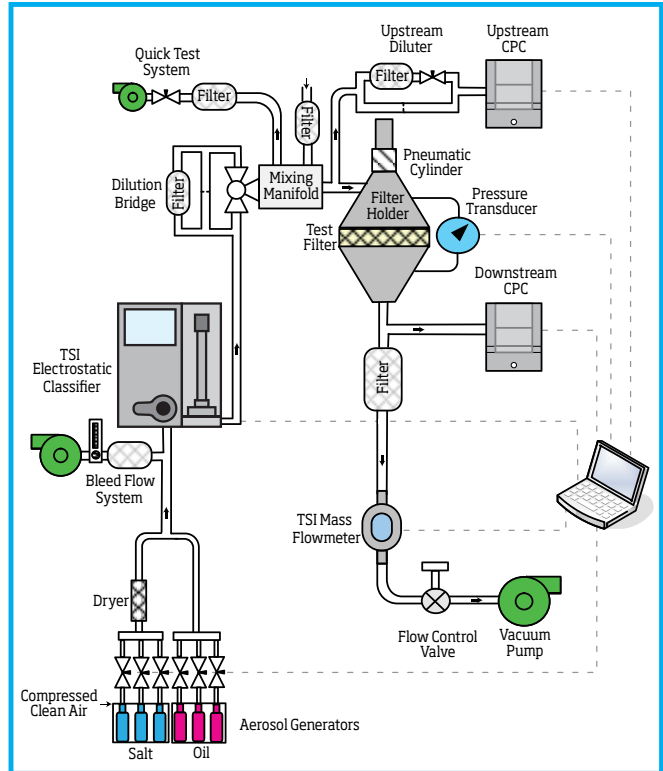 Quick Test
System
Filter
Filter
Upstream
Diluter
Filter
Upstream
CPC
Dilution
Bridge
Filter
Mixing
Manifold
Pneumatic
Cylinder
Filter
Holder
Test
Filter
Pressure
Transducer
Downstream
CPC
TSI
Electrostatic
Classifier
Filter
Bleed Flow
System
TSI Mass
Flowmeter
Dryer
Flow Control
Valve
Vacuum
Pump
Compressed
Clean Air
Aerosol Generators
Salt
Oil